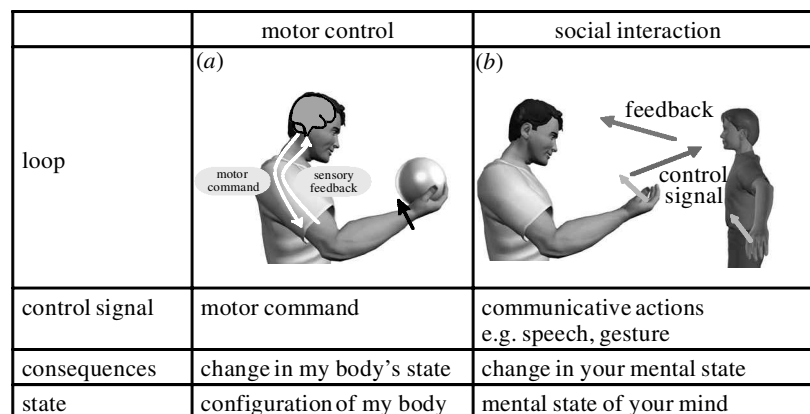 motor control social interaction
(a) (b)
loop
motor
command
sensory
feedback
feedback
control
signal
control signal motor command communicative actions
e.g. speech, gesture
consequences change in my body's state change in your mental state
state configuration of my body mental state of your mind